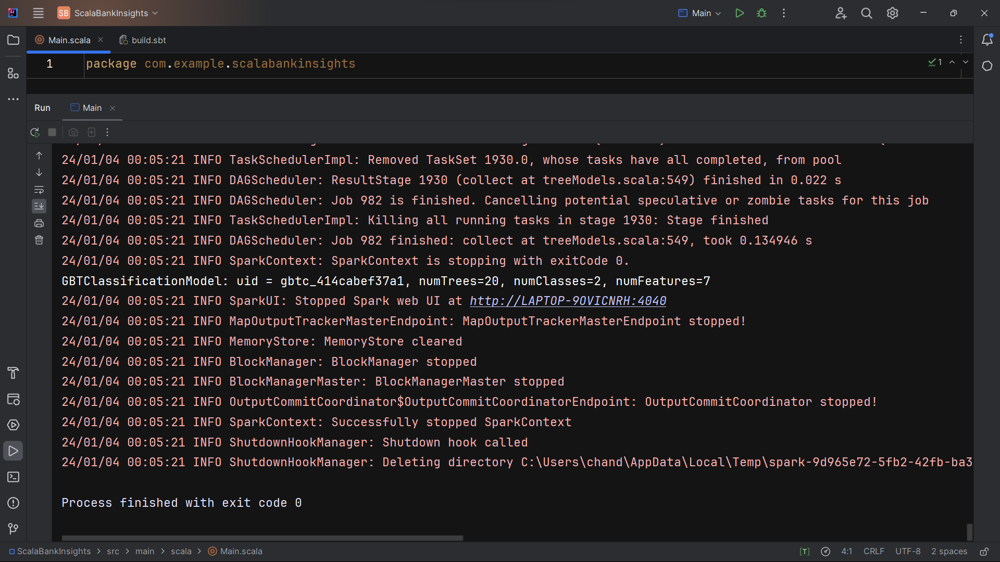 SB ScalaBankInsights
Main
Main.scala
build.sbt
1 package com.example.scalabankinsights
1
Run
Main
24/01/04 00:05:21 INFO TaskSchedulerImpl: Removed TaskSet 1930.0, whose tasks have all completed, from pool
24/01/04 00:05:21 INFO DAGScheduler: ResultStage 1930 (collect at treeModels.scala:549) finished in 0.022 s
24/01/04 00:05:21 INFO DAGScheduler: Job 982 is finished. Cancelling potential speculative or zombie tasks for this job
24/01/04 00:05:21 INFO TaskSchedulerImpl: Killing all running tasks in stage 1930: Stage finished
24/01/04 00:05:21 INFO DAGScheduler: Job 982 finished: collect at treeModels.scala:549, took 0.134946 s
24/01/04 00:05:21 INFO SparkContext: SparkContext is stopping with exitCode 0.
GBTClassificationModel: uid = gbtc_414cabef37a1, numTrees=20, numClasses=2, numFeatures=7
24/01/04 00:05:21 INFO SparkUI: Stopped Spark web UI at http://LAPTOP-9OVICNRH:4040
24/01/04 00:05:21 INFO MapOutputTrackerMasterEndpoint: MapOutputTrackerMasterEndpoint stopped!
24/01/04 00:05:21 INFO MemoryStore: MemoryStore cleared
24/01/04 00:05:21 INFO BlockManager: BlockManager stopped
24/01/04 00:05:21 INFO BlockManagerMaster: BlockManagerMaster stopped
24/01/04 00:05:21 INFO OutputCommitCoordinator$OutputCommitCoordinatorEndpoint: OutputCommitCoordinator stopped!
24/01/04 00:05:21 INFO SparkContext: Successfully stopped SparkContext
24/01/04 00:05:21 INFO ShutdownHookManager: Shutdown hook called
24/01/04 00:05:21 INFO ShutdownHookManager: Deleting directory C:\Users\chand\AppData\Local\Temp\spark-9d965e72-5fb2-42fb-ba3
Process finished with exit code 0
ScalaBankInsights > src > main > scala > Main.scala
[T] 4:1 CRLF UTF-8 2 spaces